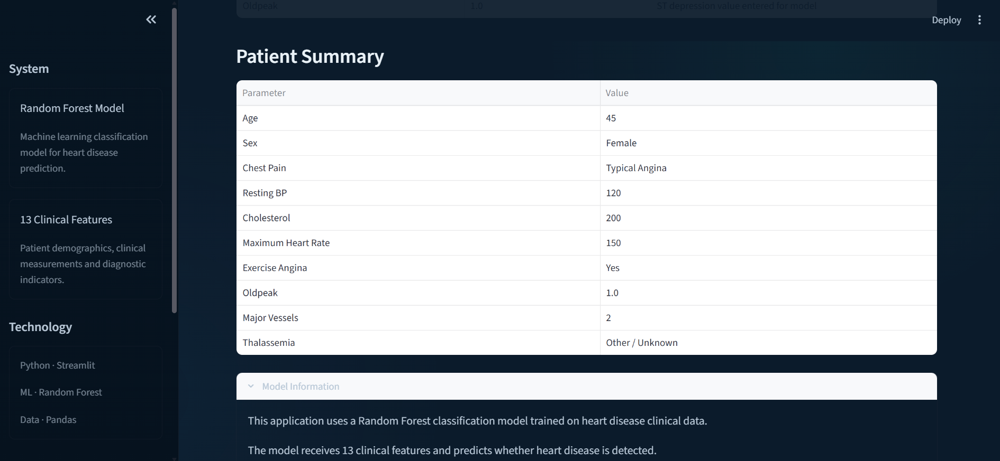 Oldpeak 1.0 ST depression value entered for model
Deploy
System
Random Forest Model
Machine learning classification
model for heart disease
prediction.
13 Clinical Features
Patient demographics, clinical
measurements and diagnostic
indicators.
Technology
Python · Streamlit
ML · Random Forest
Data · Pandas
Patient Summary
Parameter Value
Age 45
Sex Female
Chest Pain Typical Angina
Resting BP 120
Cholesterol 200
Maximum Heart Rate 150
Exercise Angina Yes
Oldpeak 1.0
Major Vessels 2
Thalassemia Other / Unknown
Model Information
This application uses a Random Forest classification model trained on heart disease clinical data.
The model receives 13 clinical features and predicts whether heart disease is detected.